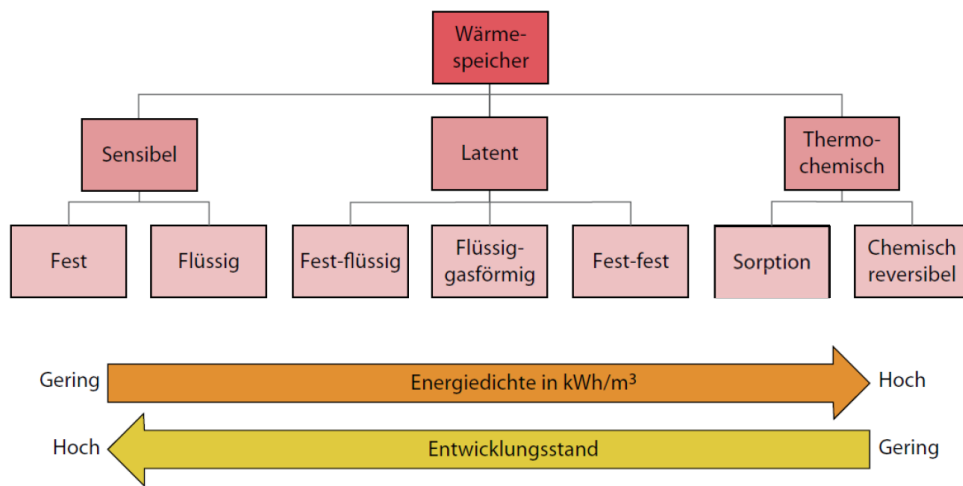 Wärme-
speicher
Sensibel
Latent
Thermo-
chemisch
Fest
Flüssig
Fest-flüssig
Flüssig-
gasförmig
Fest-fest
Sorption
Chemisch
reversibel
Gering
Energiedichte in kWh/m³
Hoch
Hoch
Entwicklungsstand
Gering